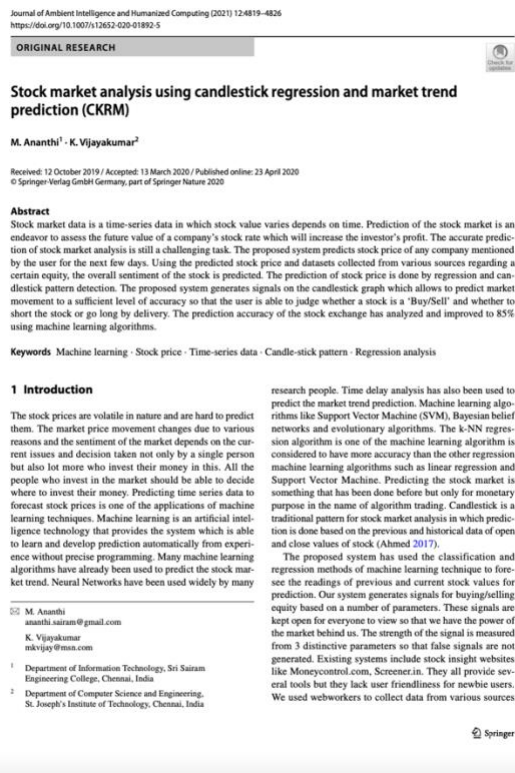 Journal of Ambient Intelligence and Humanized Computing (2021) 12:4819–4826
https://doi.org/10.1007/s12652-020-01892-5
ORIGINAL RESEARCH
Check for
updates
Stock market analysis using candlestick regression and market trend
prediction (CKRM)
M. Ananthi¹ · K. Vijayakumar²
Received: 12 October 2019 / Accepted: 13 March 2020 / Published online: 23 April 2020
© Springer-Verlag GmbH Germany, part of Springer Nature 2020
Abstract
Stock market data is a time-series data in which stock value varies depends on time. Prediction of the stock market is an
endeavor to assess the future value of a company's stock rate which will increase the investor's profit. The accurate predic-
tion of stock market analysis is still a challenging task. The proposed system predicts stock price of any company mentioned
by the user for the next few days. Using the predicted stock price and datasets collected from various sources regarding a
certain equity, the overall sentiment of the stock is predicted. The prediction of stock price is done by regression and can-
dlestick pattern detection. The proposed system generates signals on the candlestick graph which allows to predict market
movement to a sufficient level of accuracy so that the user is able to judge whether a stock is a 'Buy/Sell' and whether to
short the stock or go long by delivery. The prediction accuracy of the stock exchange has analyzed and improved to 85%
using machine learning algorithms.
Keywords Machine learning · Stock price · Time-series data · Candle-stick pattern · Regression analysis
1 Introduction
The stock prices are volatile in nature and are hard to predict
them. The market price movement changes due to various
reasons and the sentiment of the market depends on the cur-
rent issues and decision taken not only by a single person
but also lot more who invest their money in this. All the
people who invest in the market should be able to decide
where to invest their money. Predicting time series data to
forecast stock prices is one of the applications of machine
learning techniques. Machine learning is an artificial intel-
ligence technology that provides the system which is able
to learn and develop prediction automatically from experi-
ence without precise programming. Many machine learning
algorithms have already been used to predict the stock mar-
ket trend. Neural Networks have been used widely by many
M. Ananthi
ananthi.sairam@gmail.com
K. Vijayakumar
mkvijay@msn.com
1 Department of Information Technology, Sri Sairam
Engineering College, Chennai, India
2 Department of Computer Science and Engineering,
St. Joseph's Institute of Technology, Chennai, India
research people. Time delay analysis has also been used to
predict the market trend prediction. Machine learning algo-
rithms like Support Vector Machine (SVM), Bayesian belief
networks and evolutionary algorithms. The k-NN regres-
sion algorithm is one of the machine learning algorithm is
considered to have more accuracy than the other regression
machine learning algorithms such as linear regression and
Support Vector Machine. Predicting the stock market is
something that has been done before but only for monetary
purpose in the name of algorithm trading. Candlestick is a
traditional pattern for stock market analysis in which predic-
tion is done based on the previous and historical data of open
and close values of stock (Ahmed 2017).
The proposed system has used the classification and
regression methods of machine learning technique to fore-
see the readings of previous and current stock values for
prediction. Our system generates signals for buying/selling
equity based on a number of parameters. These signals are
kept open for everyone to view so that we have the power of
the market behind us. The strength of the signal is measured
from 3 distinctive parameters so that false signals are not
generated. Existing systems include stock insight websites
like Moneycontrol.com, Screener.in. They all provide sev-
eral tools but they lack user friendliness for newbie users.
We used webworkers to collect data from various sources
Springer